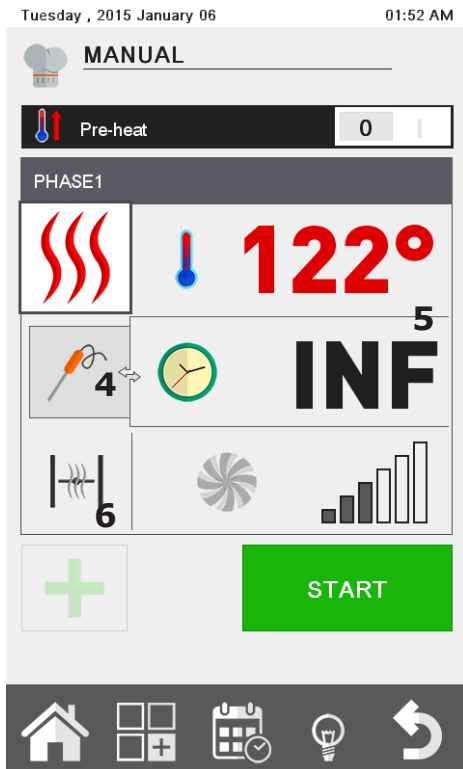 Tuesday , 2015 January 06 01:52 AM
MANUAL
Pre-heat 0
PHASE1
122°
5
4 INF
6
START